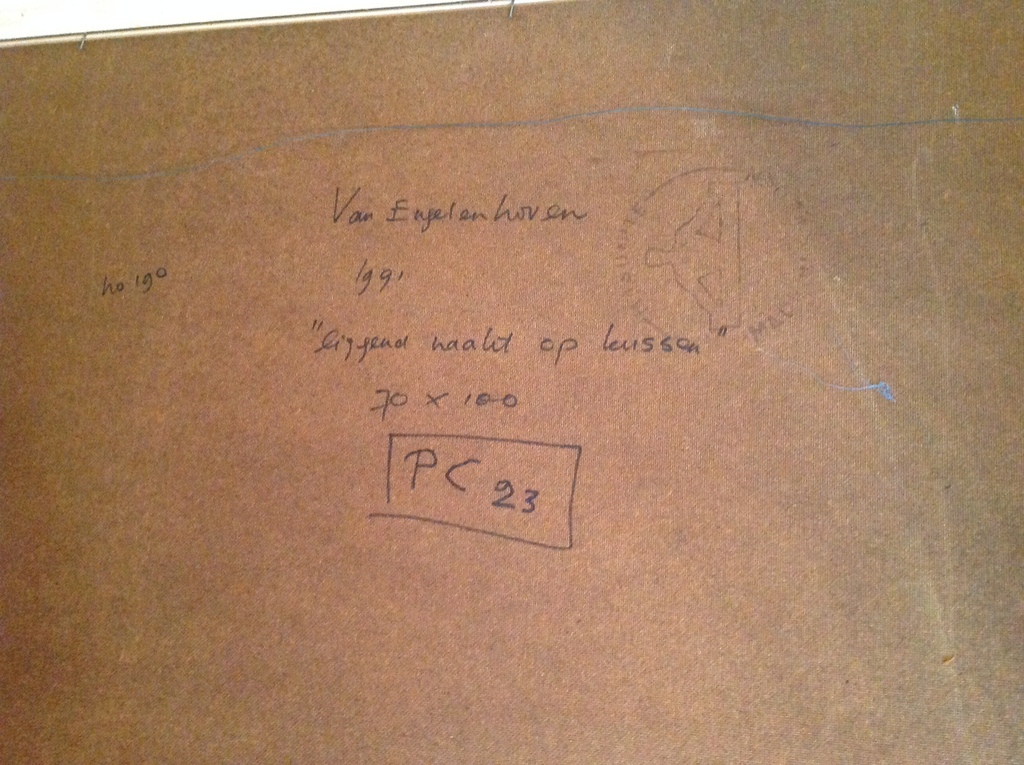 Van Engelenhoven
no 190
1991
"liggend naakt op kussen"
70 x 100
PC 23